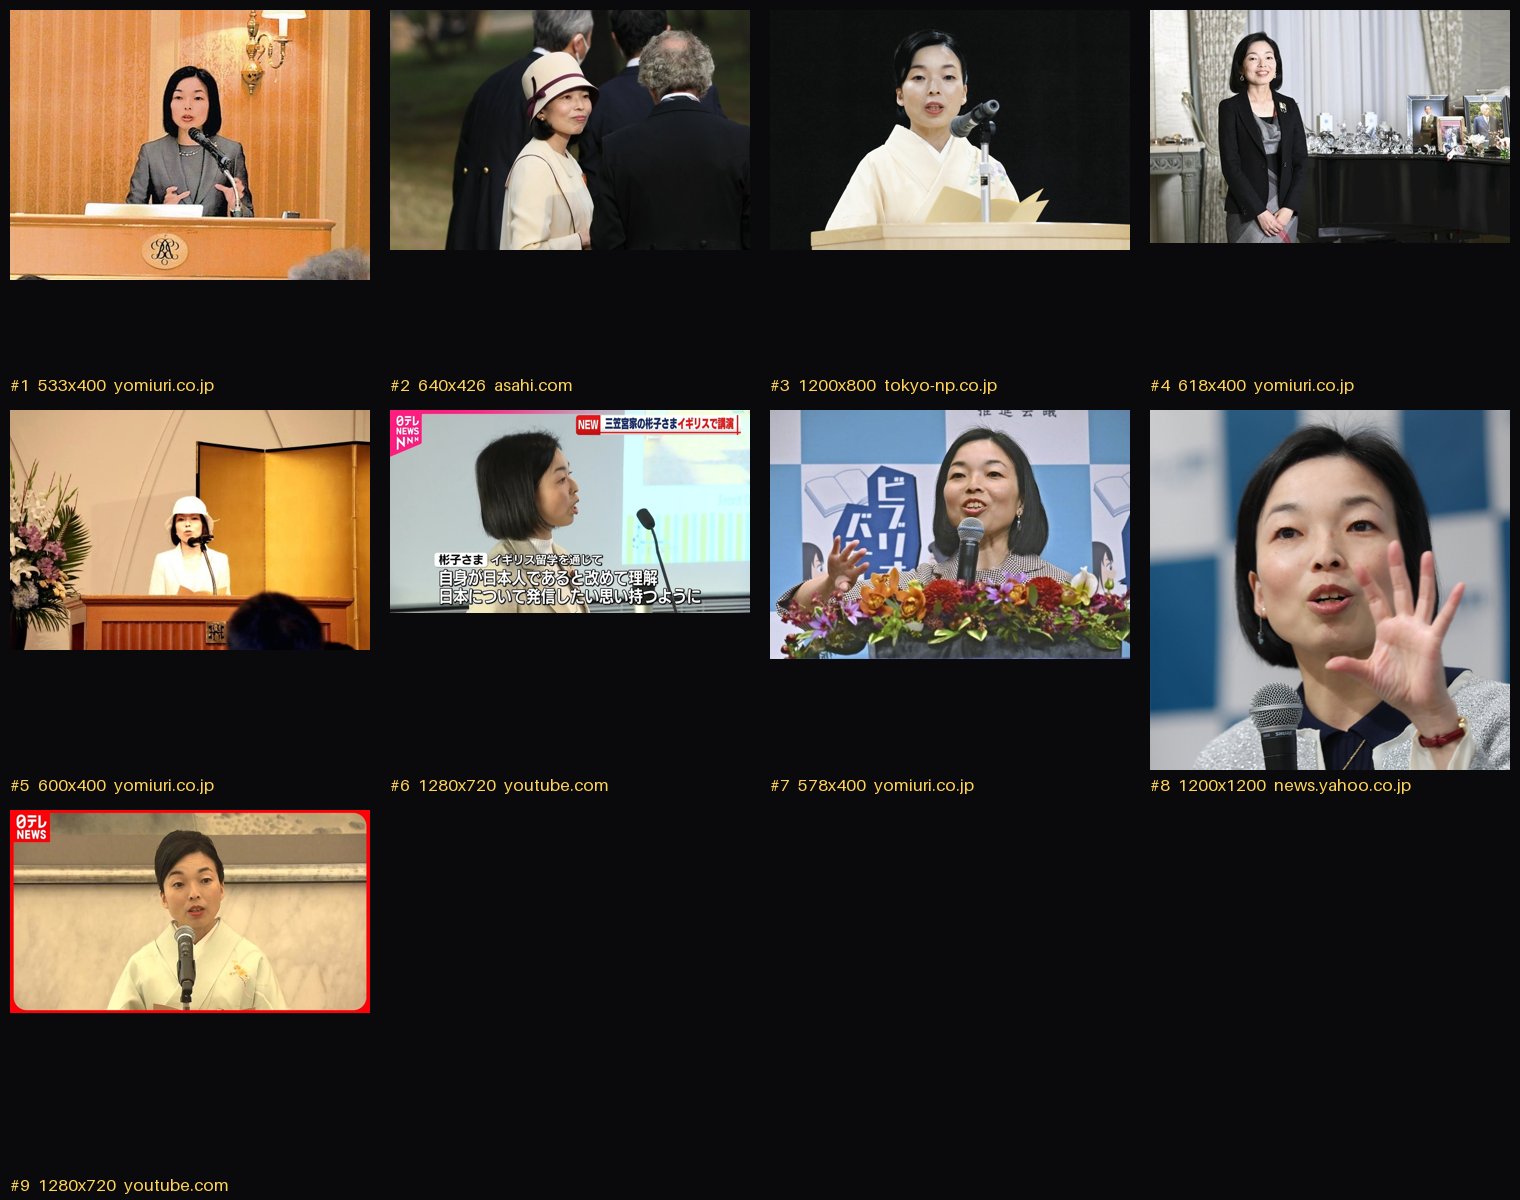 #1 533x400 yomiuri.co.jp
#2 640x426 asahi.com
#3 1200x800 tokyo-np.co.jp
#4 618x400 yomiuri.co.jp
日テレ
NEWS
NNN
NEW 三笠宮家の彬子さまイギリスで講演
彬子さま イギリス留学を通じて
自身が日本人であると改めて理解
日本について発信したい思い持つように
推進会議
ビブリオ
バ
#5 600x400 yomiuri.co.jp
#6 1280x720 youtube.com
#7 578x400 yomiuri.co.jp
#8 1200x1200 news.yahoo.co.jp
日テレ
NEWS
#9 1280x720 youtube.com